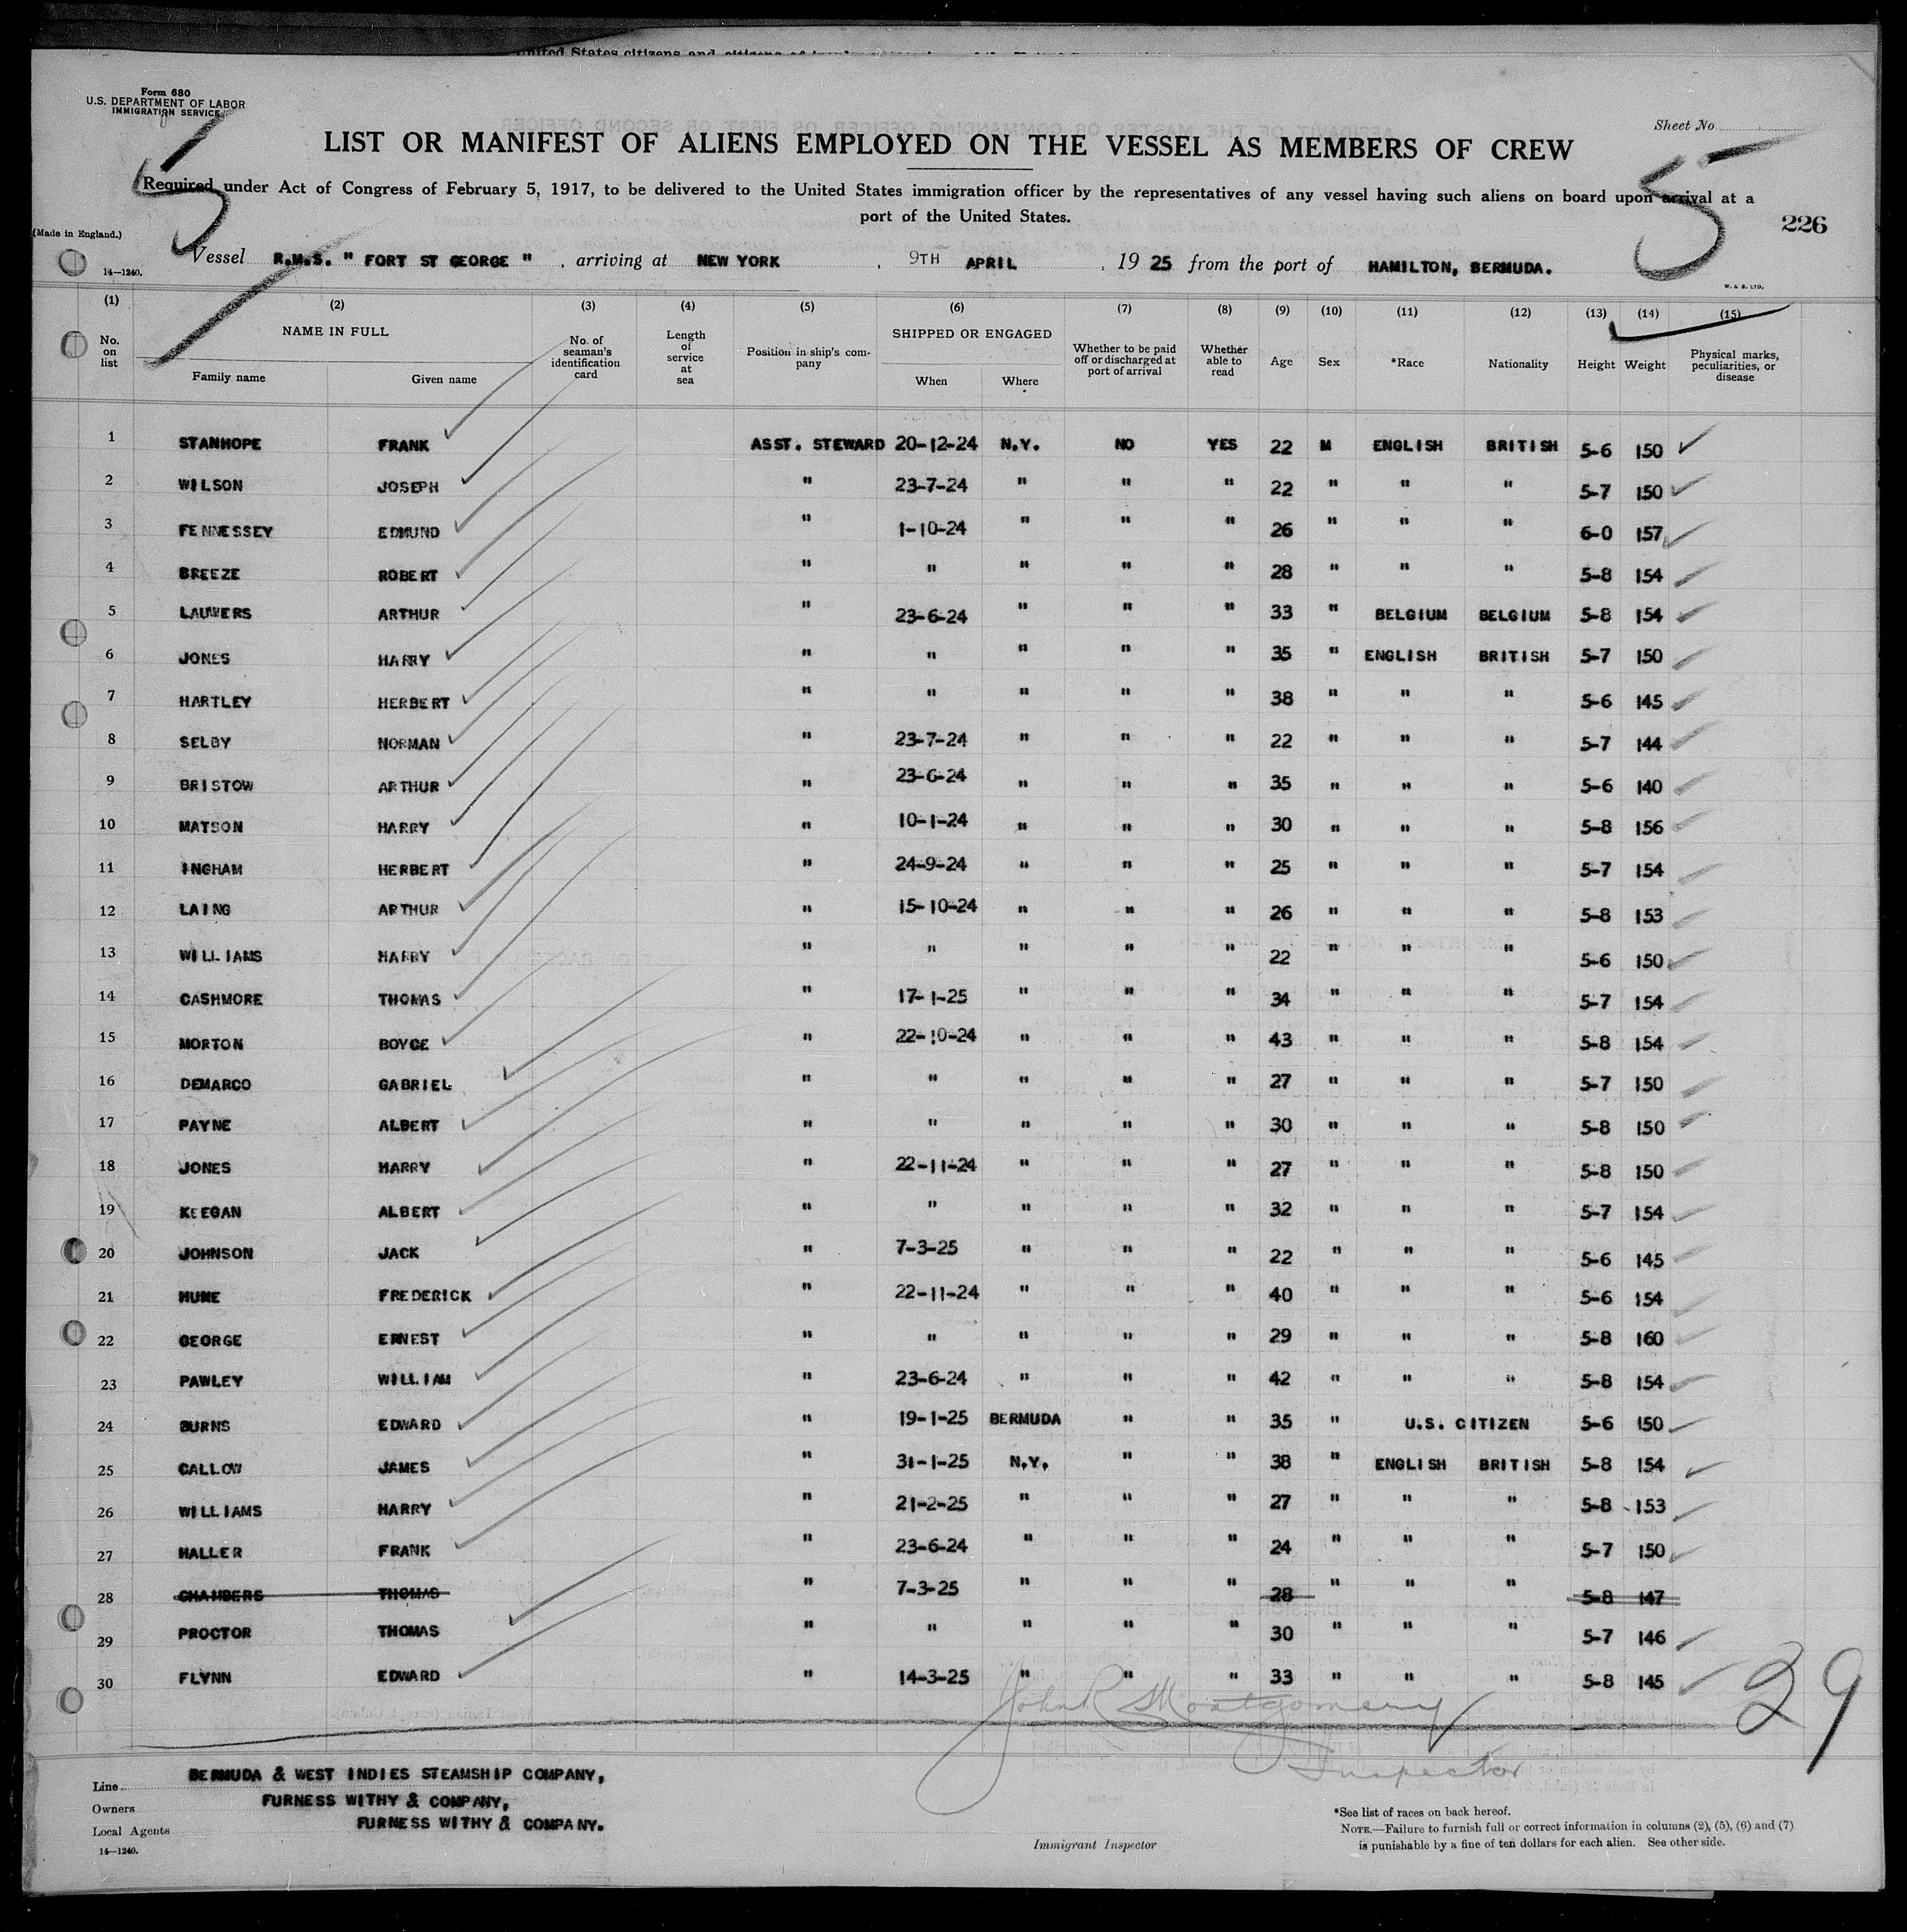 United States citizens and citizens of
Form 680
U.S. DEPARTMENT OF LABOR
IMMIGRATION SERVICE
Sheet No
5
5
LIST OR MANIFEST OF ALIENS EMPLOYED ON THE VESSEL AS MEMBERS OF CREW
Required under Act of Congress of February 5, 1917, to be delivered to the United States immigration officer by the representatives of any vessel having such aliens on board upon arrival at a
port of the United States.
226
(Made in England.)
14—1240.
Vessel R.M.S. " FORT ST GEORGE " , arriving at NEW YORK , 9TH APRIL , 19 25 from the port of HAMILTON, BERMUDA.
W. & S. LTD.
(1) (2) (3) (4) (5) (6) (7) (8) (9) (10) (11) (12) (13) (14) (15)
No. on list NAME IN FULL Family name Given name No. of seaman's identification card Length of service at sea Position in ship's company SHIPPED OR ENGAGED When Where Whether to be paid off or discharged at port of arrival Whether able to read Age Sex *Race Nationality Height Weight Physical marks, peculiarities, or disease
1 STANHOPE FRANK ASST. STEWARD 20-12-24 N.Y. NO YES 22 M ENGLISH BRITISH 5-6 150
2 WILSON JOSEPH " 23-7-24 " " " 22 " " " 5-7 150
3 FENNESSEY EDMUND " 1-10-24 " " " 26 " " " 6-0 157
4 BREEZE ROBERT " " " " " 28 " " " 5-8 154
5 LAUWERS ARTHUR " 23-6-24 " " " 33 " BELGIUM BELGIUM 5-8 154
6 JONES HARRY " " " " " 35 " ENGLISH BRITISH 5-7 150
7 HARTLEY HERBERT " " " " " 38 " " " 5-6 145
8 SELBY NORMAN " 23-7-24 " " " 22 " " " 5-7 144
9 BRISTOW ARTHUR " 23-6-24 " " " 35 " " " 5-6 140
10 MATSON HARRY " 10-1-24 " " " 30 " " " 5-8 156
11 INGHAM HERBERT " 24-9-24 " " " 25 " " " 5-7 154
12 LAING ARTHUR " 15-10-24 " " " 26 " " " 5-8 153
13 WILLIAMS HARRY " " " " " 22 " " " 5-6 150
14 CASHMORE THOMAS " 17-1-25 " " " 34 " " " 5-7 154
15 MORTON BOYCE " 22-10-24 " " " 43 " " " 5-8 154
16 DEMARCO GABRIEL " " " " " 27 " " " 5-7 150
17 PAYNE ALBERT " " " " " 30 " " " 5-8 150
18 JONES HARRY " 22-11-24 " " " 27 " " " 5-8 150
19 KEEGAN ALBERT " " " " " 32 " " " 5-7 154
20 JOHNSON JACK " 7-3-25 " " " 22 " " " 5-6 145
21 HUME FREDERICK " 22-11-24 " " " 40 " " " 5-6 154
22 GEORGE ERNEST " " " " " 29 " " " 5-8 160
23 PAWLEY WILLIAM " 23-6-24 " " " 42 " " " 5-8 154
24 BURNS EDWARD " 19-1-25 BERMUDA " " 35 " U.S. CITIZEN 5-6 150
25 CALLOW JAMES " 31-1-25 N.Y. " " 38 " ENGLISH BRITISH 5-8 154
26 WILLIAMS HARRY " 21-2-25 " " " 27 " " " 5-8 153
27 HALLER FRANK " 23-6-24 " " " 24 " " " 5-7 150
28 CHAMBERS THOMAS " 7-3-25 " " " 28 " " " 5-8 147
29 PROCTOR THOMAS " " " " " 30 " " " 5-7 146
30 FLYNN EDWARD " 14-3-25 " " " 33 " " " 5-8 145
29
John R Montgomery
Inspector
Line BERMUDA & WEST INDIES STEAMSHIP COMPANY,
Owners FURNESS WITHY & COMPANY,
Local Agents FURNESS WITHY & COMPANY.
14—1240.
Immigrant Inspector
*See list of races on back hereof.
NOTE.—Failure to furnish full or correct information in columns (2), (5), (6) and (7)
is punishable by a fine of ten dollars for each alien. See other side.